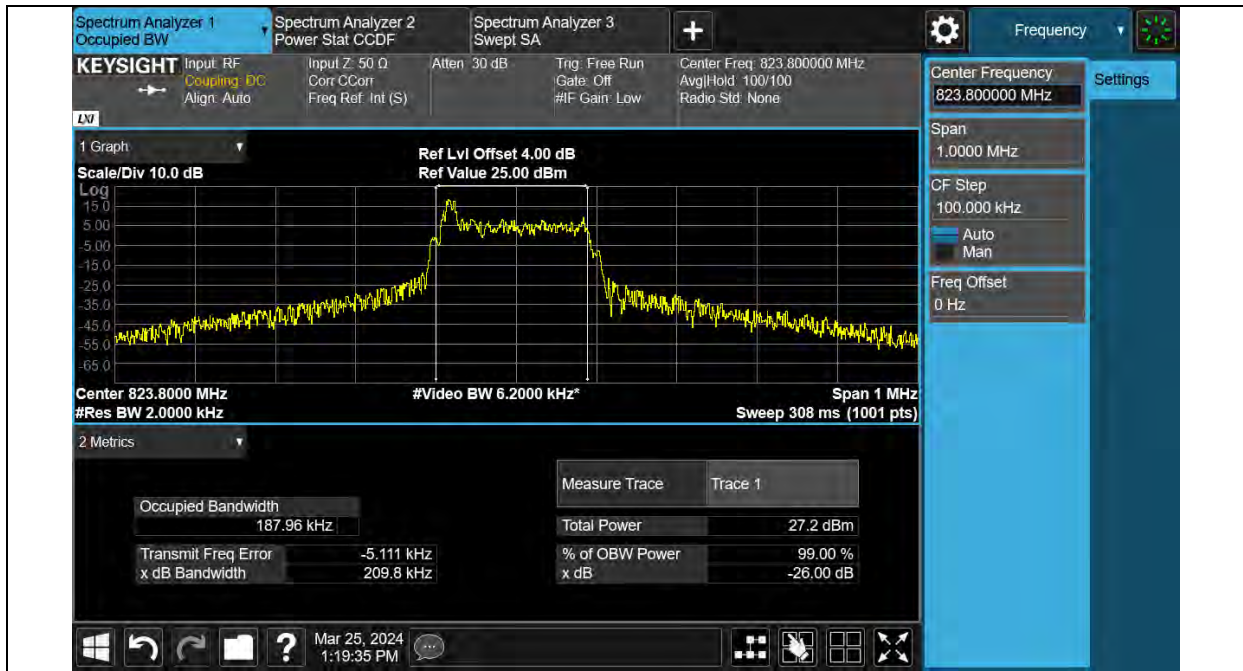 Spectrum Analyzer 1
Occupied BW
Spectrum Analyzer 2
Power Stat CCDF
Spectrum Analyzer 3
Swept SA
+
Frequency
KEYSIGHT
Input: RF
Coupling: DC
Align: Auto
Input Z: 50 Ω
Corr CCorr
Freq Ref: Int (S)
Atten: 30 dB
Trig: Free Run
Gate: Off
#IF Gain: Low
Center Freq: 823.800000 MHz
Avg|Hold: 100/100
Radio Std: None
LXI
Center Frequency
823.800000 MHz
Settings
Span
1.0000 MHz
CF Step
100.000 kHz
Auto
Man
Freq Offset
0 Hz
1 Graph
Scale/Div 10.0 dB
Ref Lvl Offset 4.00 dB
Ref Value 25.00 dBm
Log
15.0
5.00
-5.00
-15.0
-25.0
-35.0
-45.0
-55.0
-65.0
Center 823.8000 MHz
#Video BW 6.2000 kHz*
Span 1 MHz
#Res BW 2.0000 kHz
Sweep 308 ms (1001 pts)
2 Metrics
Measure Trace
Trace 1
Occupied Bandwidth
187.96 kHz
Total Power
27.2 dBm
Transmit Freq Error
-5.111 kHz
% of OBW Power
99.00 %
x dB Bandwidth
209.8 kHz
x dB
-26.00 dB
?
Mar 25, 2024
1:19:35 PM